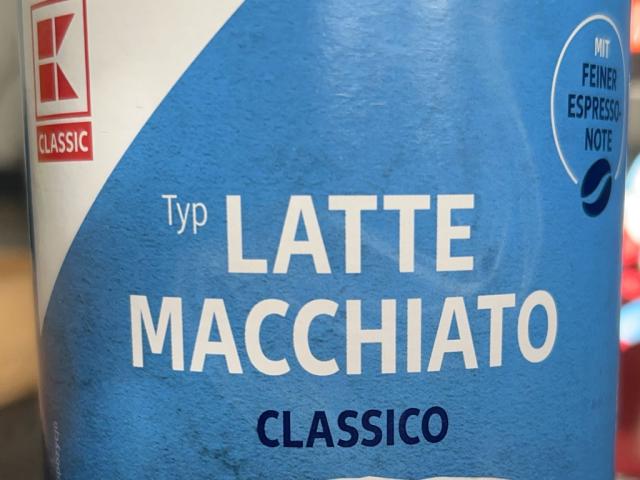 K
CLASSIC
MIT
FEINER
ESPRESSO-
NOTE
Typ LATTE
MACCHIATO
CLASSICO